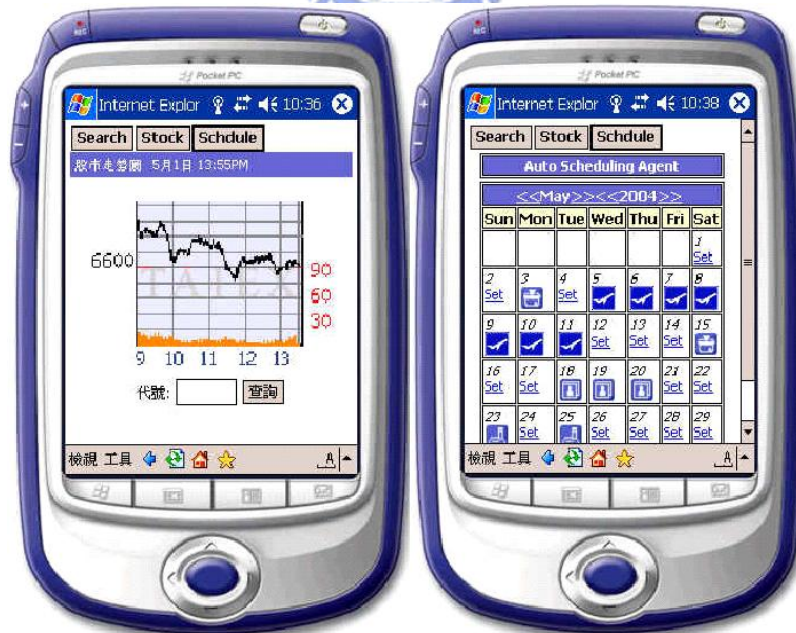 REC
Pocket PC
Internet Explor 10:36
Search Stock Schdule
股市走勢圖 5月1日 13:55PM
6600
TAIEX
90
60
30
9 10 11 12 13
代號: 查詢
檢視 工具
REC
Pocket PC
Internet Explor 10:38
Search Stock Schdule
Auto Scheduling Agent
<<May>><<2004>>
Sun Mon Tue Wed Thu Fri Sat
1
Set
2 3 4 5 6 7 8
Set Set
9 10 11 12 13 14 15
Set Set Set
16 17 18 19 20 21 22
Set Set Set Set
23 24 25 26 27 28 29
Set Set Set Set Set
檢視 工具